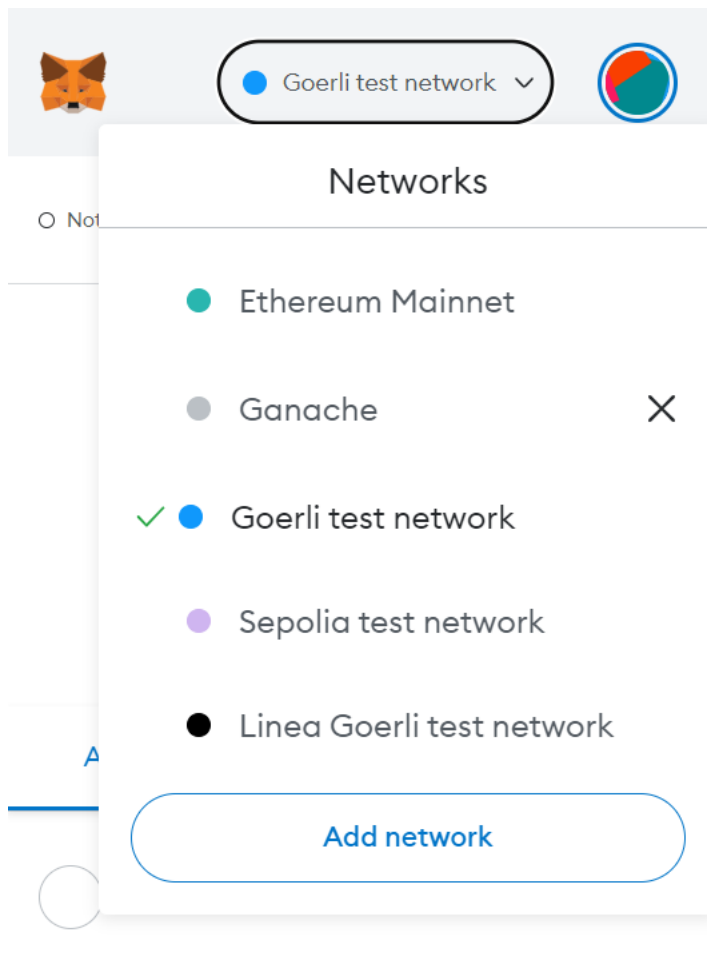 Goerli test network
Networks
Not
Ethereum Mainnet
Ganache
Goerli test network
Sepolia test network
Linea Goerli test network
A
Add network